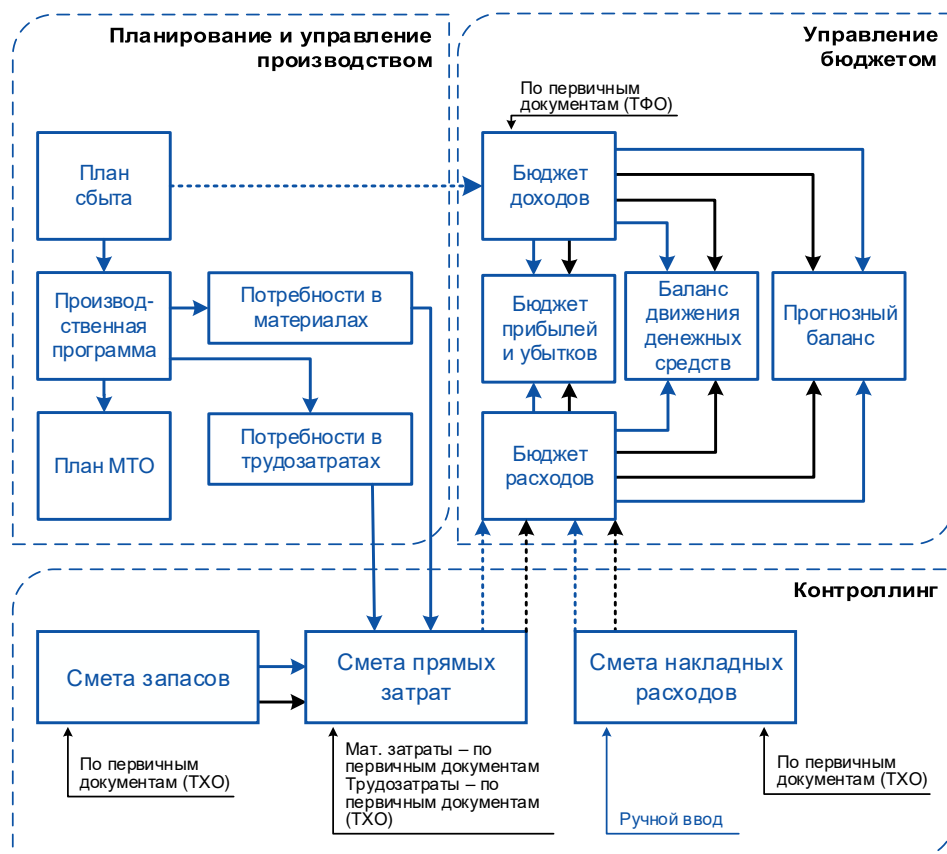 Планирование и управление
производством
Управление
бюджетом
По первичным
документам (ТФО)
План
сбыта
Бюджет
доходов
Производ-
ственная
программа
Потребности в
материалах
Бюджет
прибылей
и убытков
Баланс
движения
денежных
средств
Прогнозный
баланс
План МТО
Потребности в
трудозатратах
Бюджет
расходов
Контроллинг
Смета запасов
Смета прямых
затрат
Смета накладных
расходов
По первичным
документам (ТХО)
Мат. затраты – по
первичным документам
Трудозатраты – по
первичным документам
(ТХО)
Ручной ввод
По первичным
документам (ТХО)